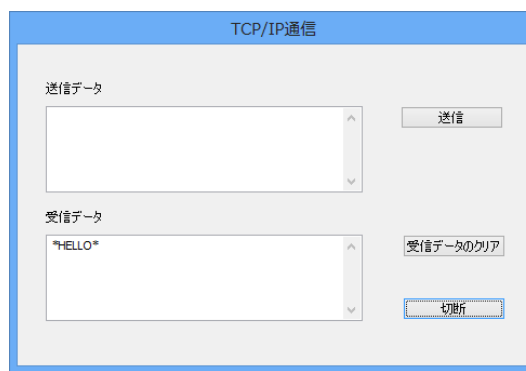 TCP/IP通信
送信データ
送信
受信データ
*HELLO*
受信データのクリア
切断